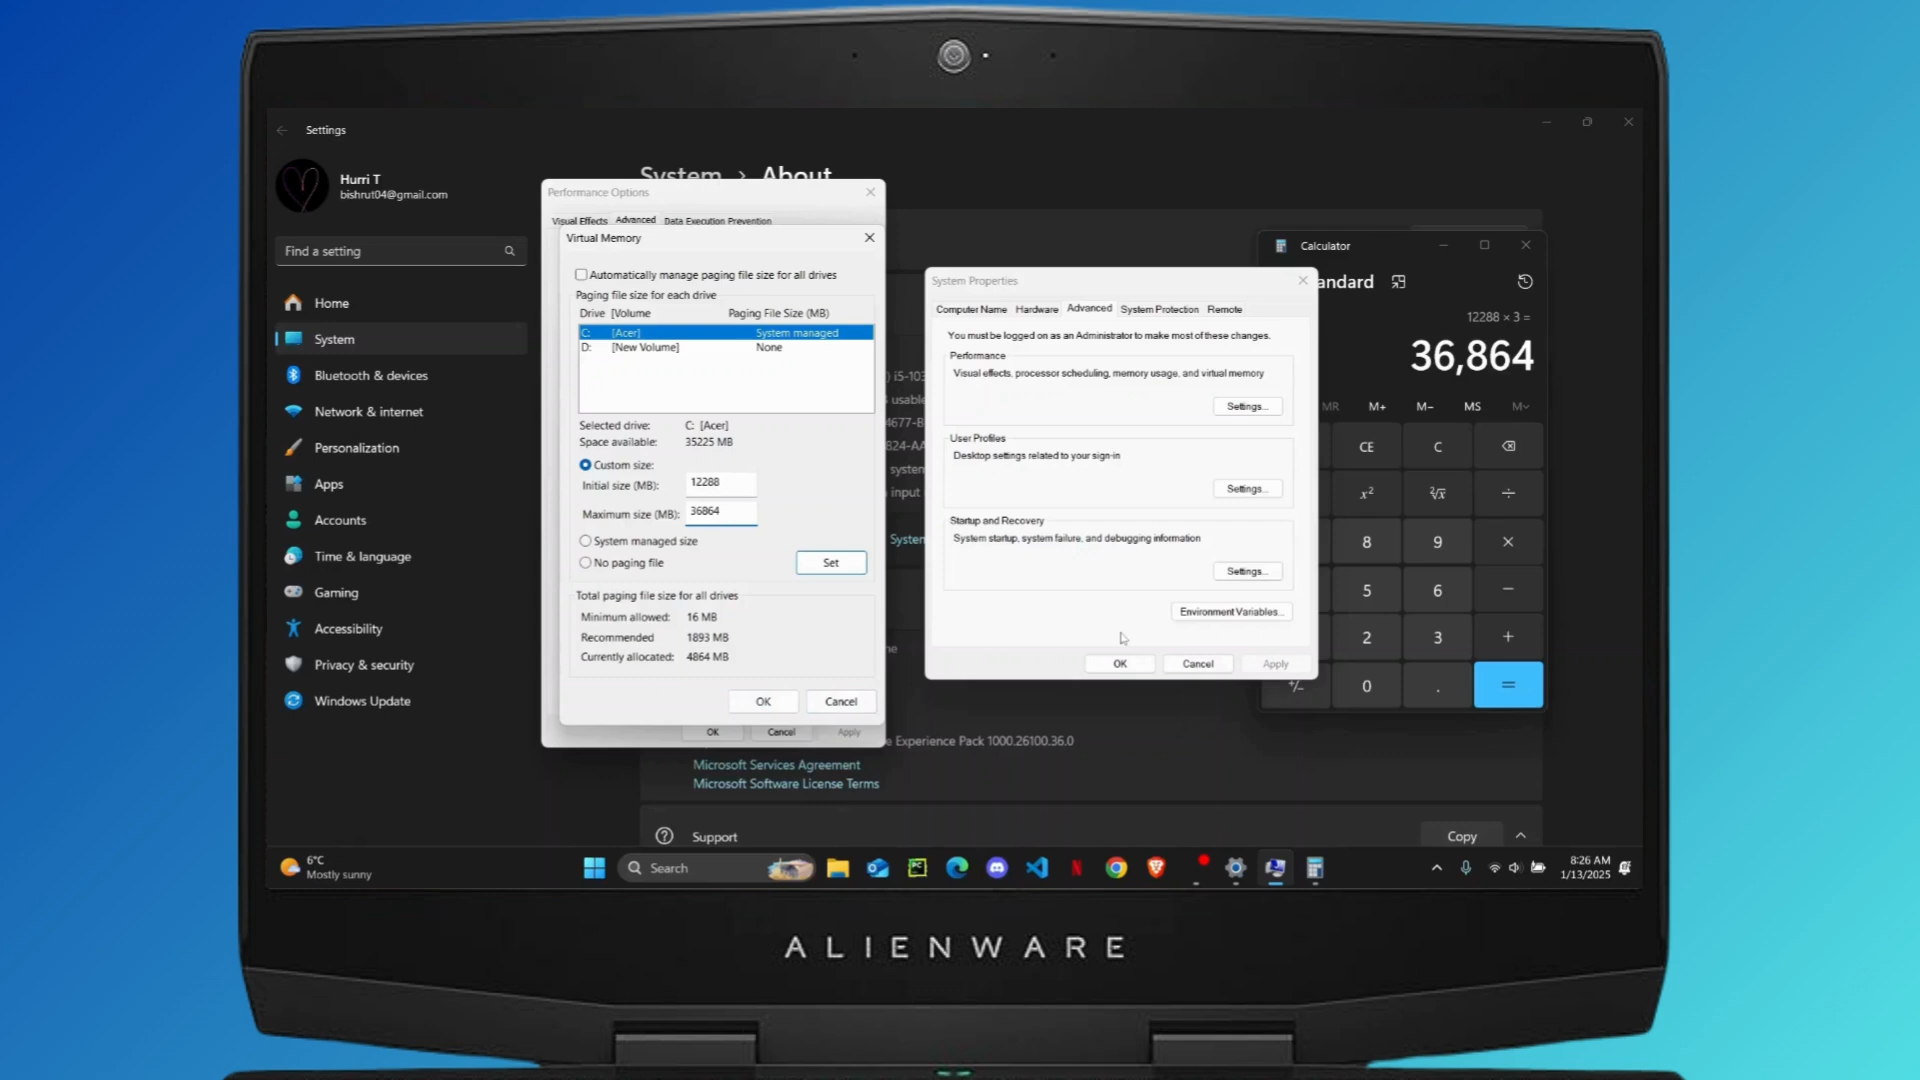 Settings
Hurri T
bishrut04@gmail.com
Find a setting
Home
System
Bluetooth & devices
Network & internet
Personalization
Apps
Accounts
Time & language
Gaming
Accessibility
Privacy & security
Windows Update
System > About
Performance Options
Visual Effects Advanced Data Execution Prevention
Virtual Memory
Automatically manage paging file size for all drives
Paging file size for each drive
Drive [Volume Paging File Size (MB)
C: [Acer] System managed
D: [New Volume] None
Selected drive: C: [Acer]
Space available: 35225 MB
Custom size:
Initial size (MB): 12288
Maximum size (MB): 36864
System managed size
No paging file
Set
Total paging file size for all drives
Minimum allowed: 16 MB
Recommended 1893 MB
Currently allocated: 4864 MB
OK Cancel
OK Cancel Apply
) i5-103
usable
4677-B
824-AA
system
input
System
e Experience Pack 1000.26100.36.0
Microsoft Services Agreement
Microsoft Software License Terms
Support
Copy
System Properties
Computer Name Hardware Advanced System Protection Remote
You must be logged on as an Administrator to make most of these changes.
Performance
Visual effects, processor scheduling, memory usage, and virtual memory
Settings...
User Profiles
Desktop settings related to your sign-in
Settings...
Startup and Recovery
System startup, system failure, and debugging information
Settings...
Environment Variables...
OK Cancel Apply
Calculator
andard
12288 × 3 =
36,864
MR M+ M− MS M
CE C
x² ²√x ÷
8 9 ×
5 6 −
2 3 +
+/− 0 . =
6°C
Mostly sunny
Search
PC
N
8:26 AM
1/13/2025
ALIENWARE